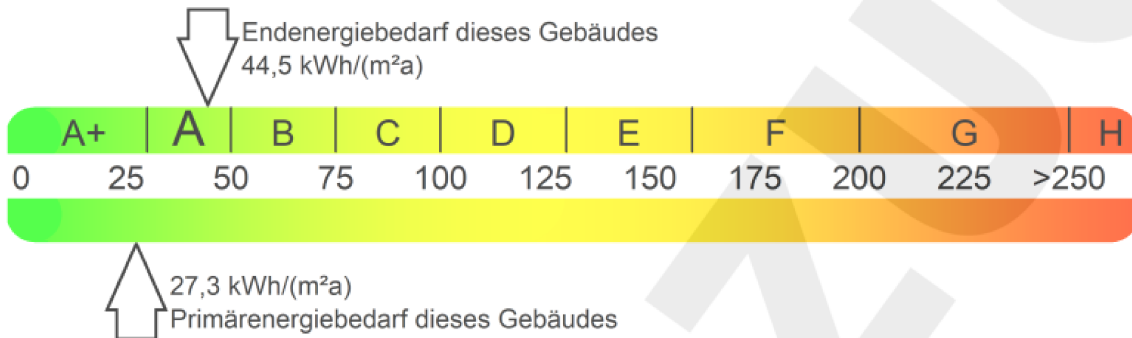 Endenergiebedarf dieses Gebäudes
44,5 kWh/(m²a)
A+ A B C D E F G H
0 25 50 75 100 125 150 175 200 225 >250
27,3 kWh/(m²a)
Primärenergiebedarf dieses Gebäudes